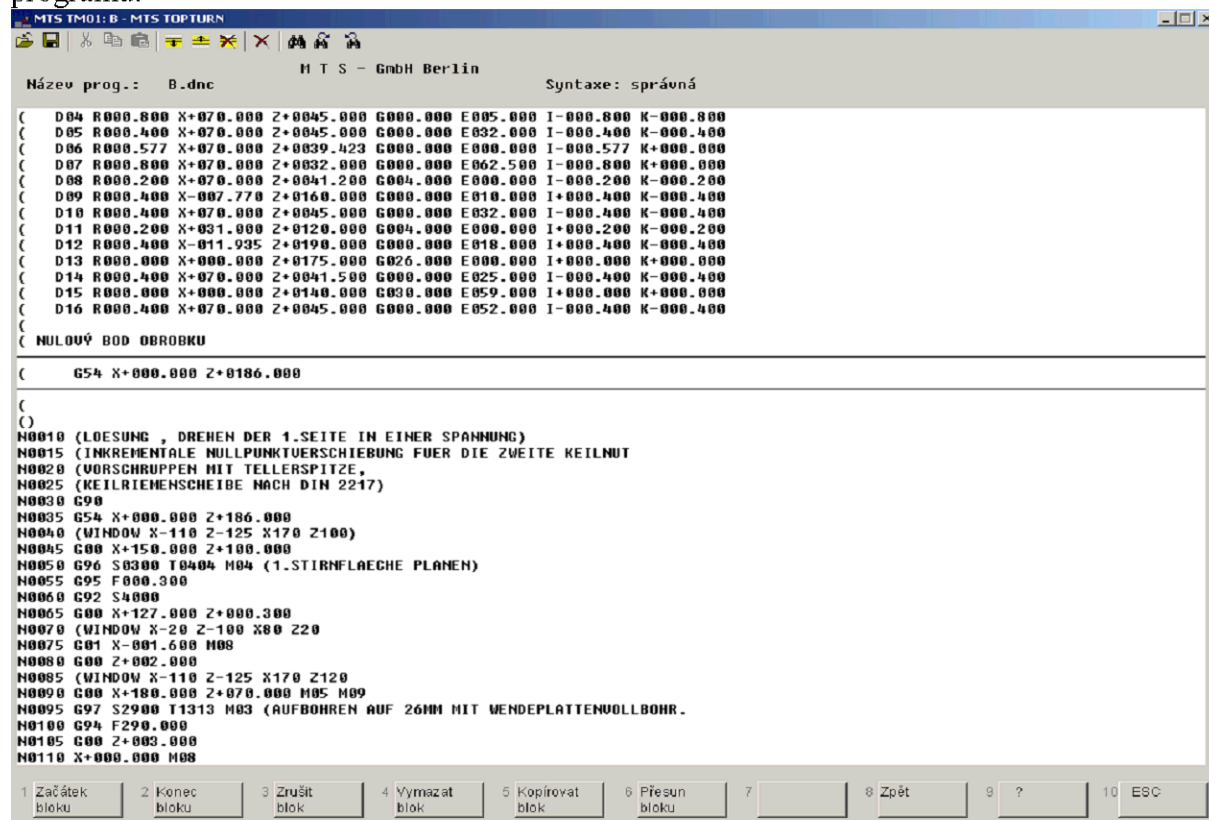 MTS TM01: B - MTS TOPTURN
M T S - GmbH Berlin
Název prog.: B.dnc Syntaxe: správná
( D04 R000.800 X+070.000 Z+0045.000 G000.000 E005.000 I-000.800 K-000.800
( D05 R000.400 X+070.000 Z+0045.000 G000.000 E032.000 I-000.400 K-000.400
( D06 R000.577 X+070.000 Z+0039.423 G000.000 E000.000 I-000.577 K+000.000
( D07 R000.800 X+070.000 Z+0032.000 G000.000 E062.500 I-000.800 K+000.000
( D08 R000.200 X+070.000 Z+0041.200 G004.000 E000.000 I-000.200 K-000.200
( D09 R000.400 X-007.770 Z+0160.000 G000.000 E010.000 I+000.400 K-000.400
( D10 R000.400 X+070.000 Z+0045.000 G000.000 E032.000 I-000.400 K-000.400
( D11 R000.200 X+031.000 Z+0120.000 G004.000 E000.000 I+000.200 K-000.200
( D12 R000.400 X-011.935 Z+0190.000 G000.000 E018.000 I+000.400 K-000.400
( D13 R000.000 X+000.000 Z+0175.000 G026.000 E000.000 I+000.000 K+000.000
( D14 R000.400 X+070.000 Z+0041.500 G000.000 E025.000 I-000.400 K-000.400
( D15 R000.000 X+000.000 Z+0140.000 G030.000 E059.000 I+000.000 K+000.000
( D16 R000.400 X+070.000 Z+0045.000 G000.000 E052.000 I-000.400 K-000.400
(
( NULOVÝ BOD OBROBKU
( G54 X+000.000 Z+0186.000
(
()
N0010 (LOESUNG , DREHEN DER 1.SEITE IN EINER SPANNUNG)
N0015 (INKREMENTALE NULLPUNKTVERSCHIEBUNG FUER DIE ZWEITE KEILNUT
N0020 (VORSCHRUPPEN MIT TELLERSPITZE,
N0025 (KEILRIEMENSCHEIBE NACH DIN 2217)
N0030 G90
N0035 G54 X+000.000 Z+186.000
N0040 (WINDOW X-110 Z-125 X170 Z100)
N0045 G00 X+150.000 Z+100.000
N0050 G96 S0300 T0404 M04 (1.STIRNFLAECHE PLANEN)
N0055 G95 F000.300
N0060 G92 S4000
N0065 G00 X+127.000 Z+000.300
N0070 (WINDOW X-20 Z-100 X80 Z20
N0075 G01 X-001.600 M08
N0080 G00 Z+002.000
N0085 (WINDOW X-110 Z-125 X170 Z120
N0090 G00 X+180.000 Z+070.000 M05 M09
N0095 G97 S2900 T1313 M03 (AUFBOHREN AUF 26MM MIT WENDEPLATTENVOLLBOHR.
N0100 G94 F290.000
N0105 G00 Z+003.000
N0110 X+000.000 M08
1 Začátek bloku 2 Konec bloku 3 Zrušit blok 4 Vymazat blok 5 Kopírovat blok 6 Přesun bloku 7 8 Zpět 9 ? 10 ESC